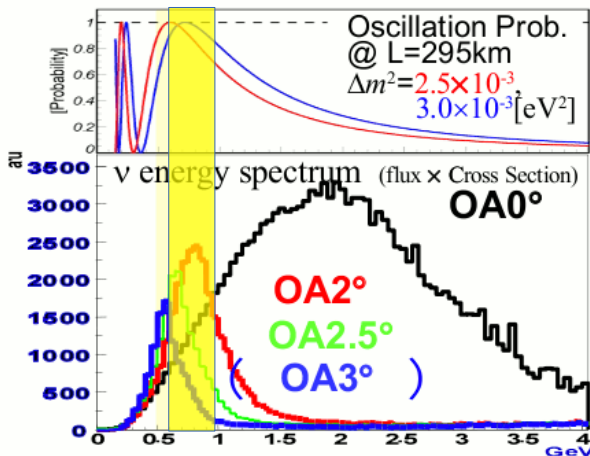 Oscillation Prob.
@ L=295km
Δm²=2.5×10⁻³,
3.0×10⁻³[eV²]
[Probability]
1
0.8
0.6
0.4
0.2
0
a.u
ν energy spectrum (flux × Cross Section)
OA0°
OA2°
OA2.5°
( OA3° )
3500
3000
2500
2000
1500
1000
500
0
0 0.5 1 1.5 2 2.5 3 3.5 4
GeV